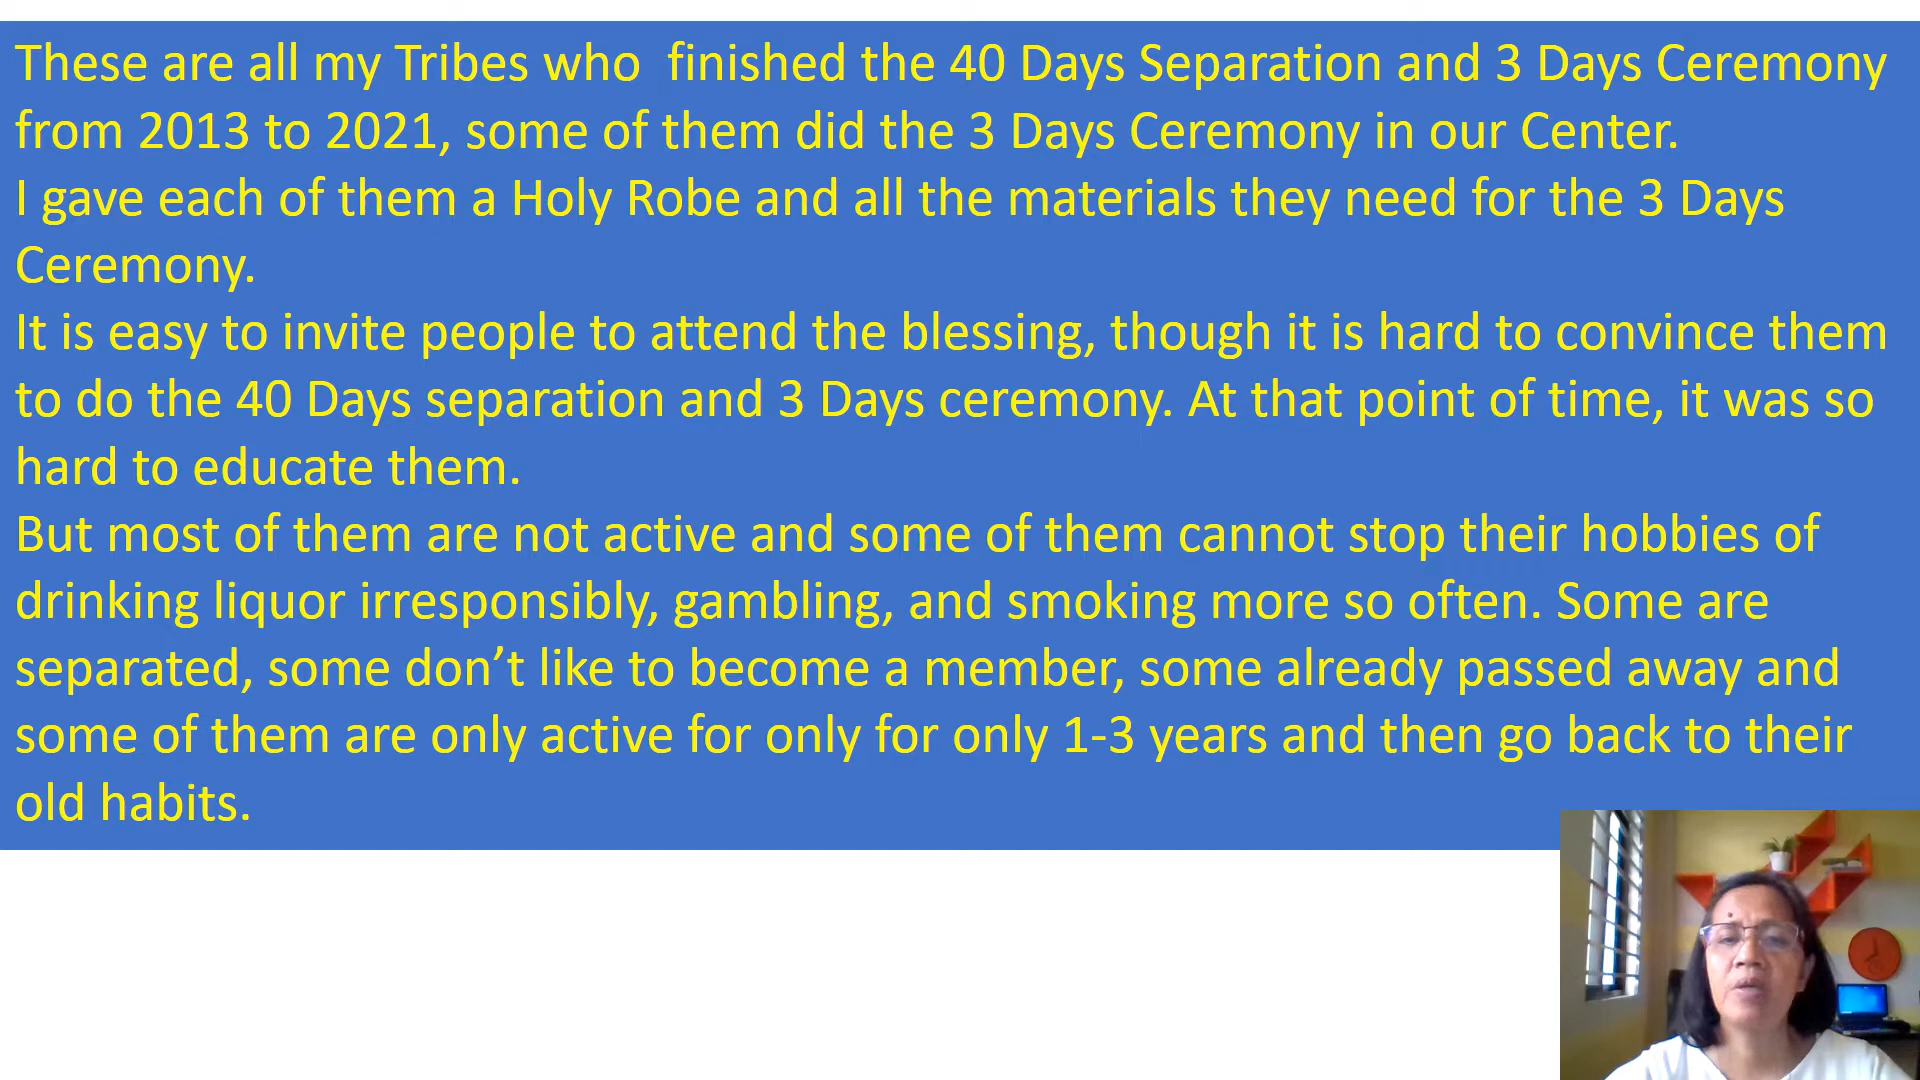 These are all my Tribes who  finished the 40 Days Separation and 3 Days Ceremony
from 2013 to 2021, some of them did the 3 Days Ceremony in our Center.
I gave each of them a Holy Robe and all the materials they need for the 3 Days
Ceremony.
It is easy to invite people to attend the blessing, though it is hard to convince them
to do the 40 Days separation and 3 Days ceremony. At that point of time, it was so
hard to educate them.
But most of them are not active and some of them cannot stop their hobbies of
drinking liquor irresponsibly, gambling, and smoking more so often. Some are
separated, some don’t like to become a member, some already passed away and
some of them are only active for only for only 1-3 years and then go back to their
old habits.